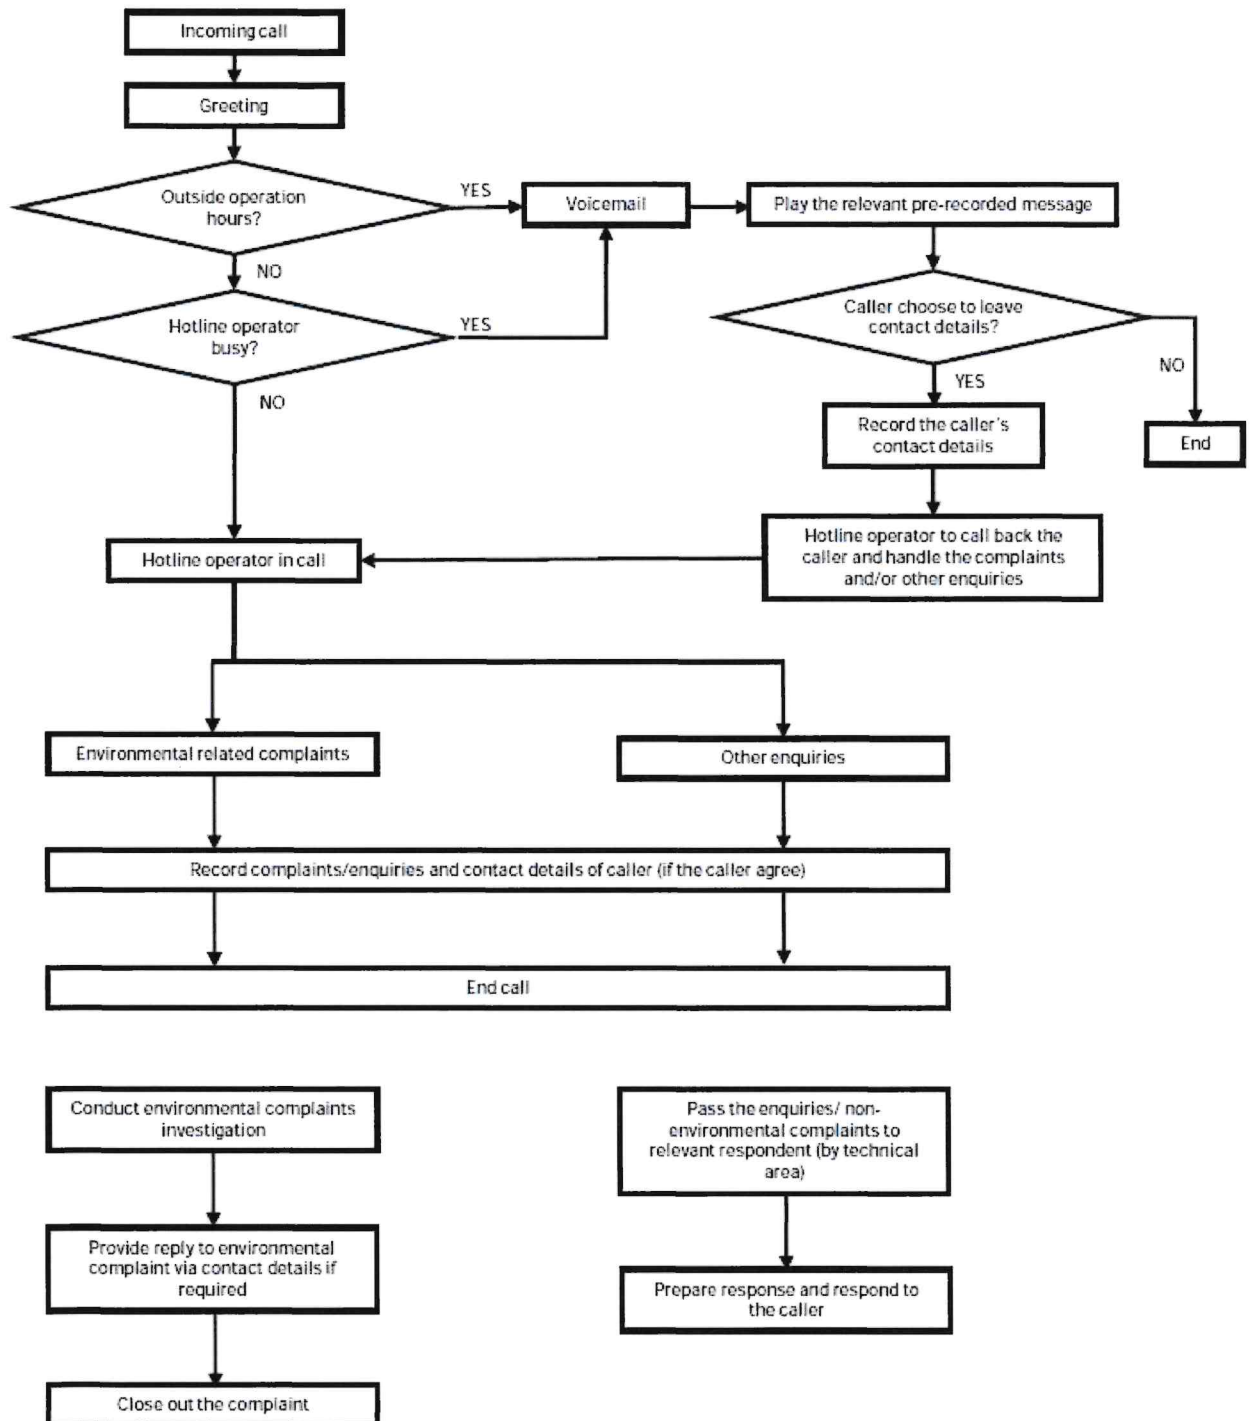 Incoming call
Greeting
Outside operation
hours?
YES
Voicemail
Play the relevant pre-recorded message
NO
Hotline operator
busy?
YES
Caller choose to leave
contact details?
NO
YES
NO
Record the caller's
contact details
End
Hotline operator in call
Hotline operator to call back the
caller and handle the complaints
and/or other enquiries
Environmental related complaints
Other enquiries
Record complaints/enquiries and contact details of caller (if the caller agree)
End call
Conduct environmental complaints
investigation
Pass the enquiries/ non-
environmental complaints to
relevant respondent (by technical
area)
Provide reply to environmental
complaint via contact details if
required
Prepare response and respond to
the caller
Close out the complaint